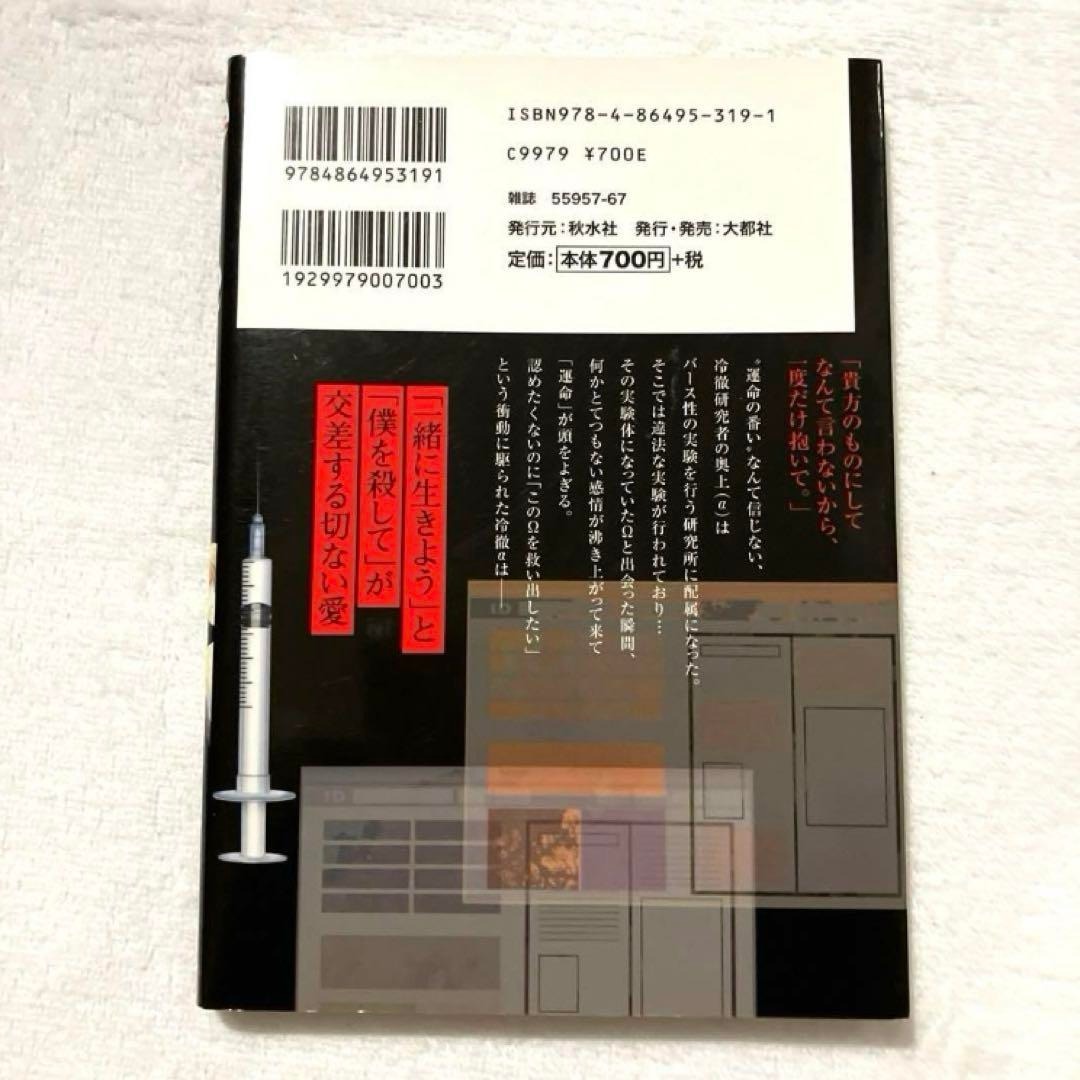 ISBN978-4-86495-319-1
C9979 ¥700E
9784864953191
雑誌 55957-67
発行元：秋水社 発行・発売：大都社
定価：本体700円+税
1929979007003
「貴方のものにして
なんて言わないから、
一度だけ抱いて。」
“運命の番い”なんて信じない、
冷徹研究者の奥上（α）は
バース性の実験を行う研究所に配属になった。
そこでは違法な実験が行われており…
その実験体になっていたΩと出会った瞬間、
何かとてつもない感情が沸き上がって来て
「運命」が頭をよぎる。
認めたくないのに「このΩを救い出したい」
という衝動に駆られた冷徹αは――
「一緒に生きよう」と
「僕を殺して」が
交差する切ない愛
ID
ID